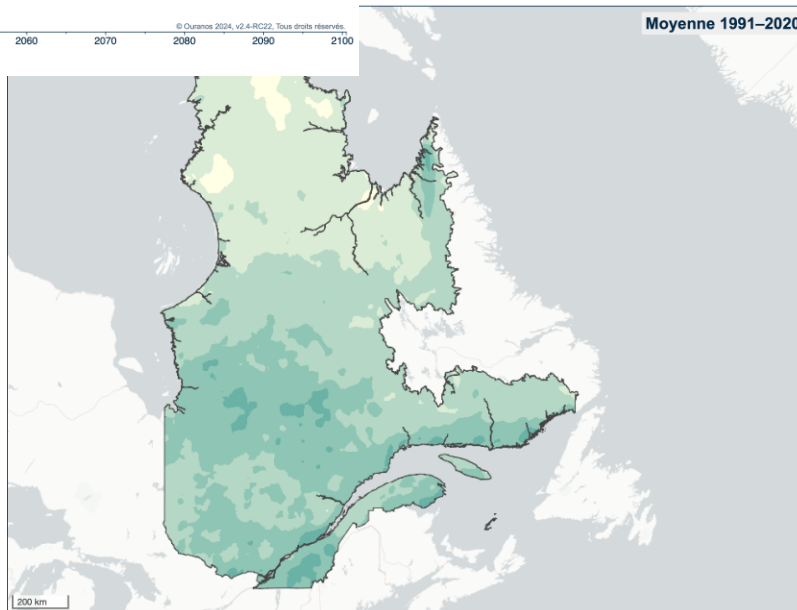 © Ouranos 2024, v2.4-RC22, Tous droits réservés.
2060 2070 2080 2090 2100
Moyenne 1991–2020
200 km